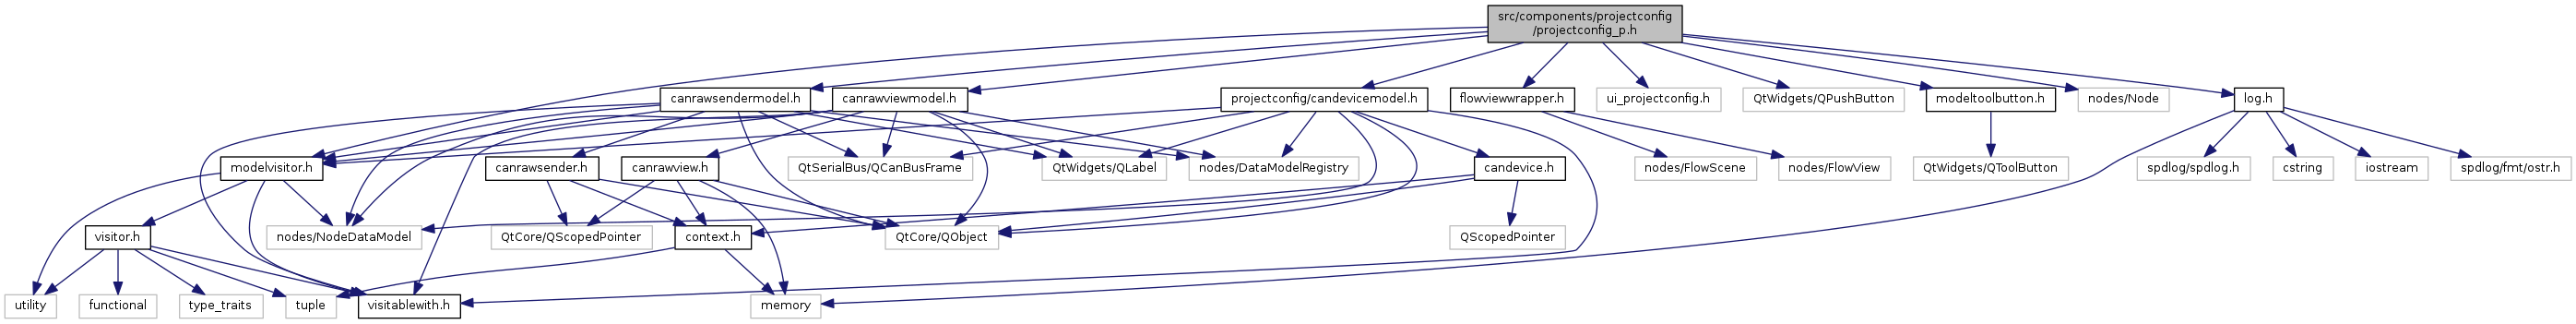 src/components/projectconfig
/projectconfig_p.h
canrawsendermodel.h
canrawviewmodel.h
projectconfig/candevicemodel.h
flowviewwrapper.h
ui_projectconfig.h
QtWidgets/QPushButton
modeltoolbutton.h
nodes/Node
log.h
modelvisitor.h
canrawsender.h
canrawview.h
QtSerialBus/QCanBusFrame
QtWidgets/QLabel
nodes/DataModelRegistry
candevice.h
nodes/FlowScene
nodes/FlowView
QtWidgets/QToolButton
spdlog/spdlog.h
cstring
iostream
spdlog/fmt/ostr.h
visitor.h
nodes/NodeDataModel
QtCore/QScopedPointer
context.h
QtCore/QObject
QScopedPointer
utility
functional
type_traits
tuple
visitablewith.h
memory